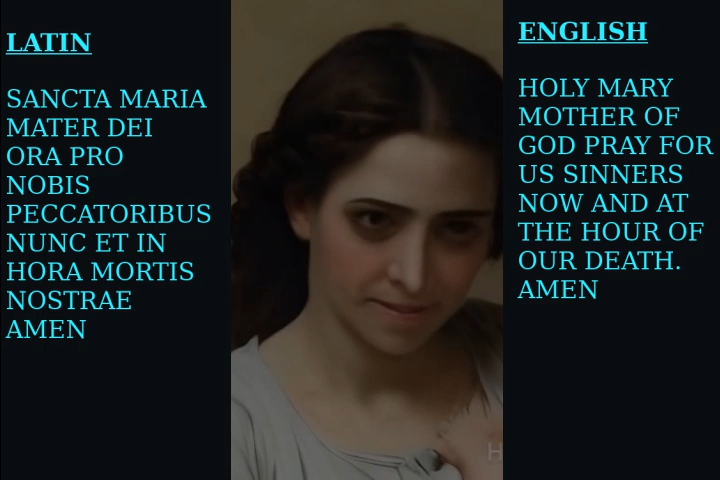 LATIN
SANCTA MARIA
MATER DEI
ORA PRO
NOBIS
PECCATORIBUS
NUNC ET IN
HORA MORTIS
NOSTRAE
AMEN
ENGLISH
HOLY MARY
MOTHER OF
GOD PRAY FOR
US SINNERS
NOW AND AT
THE HOUR OF
OUR DEATH.
AMEN